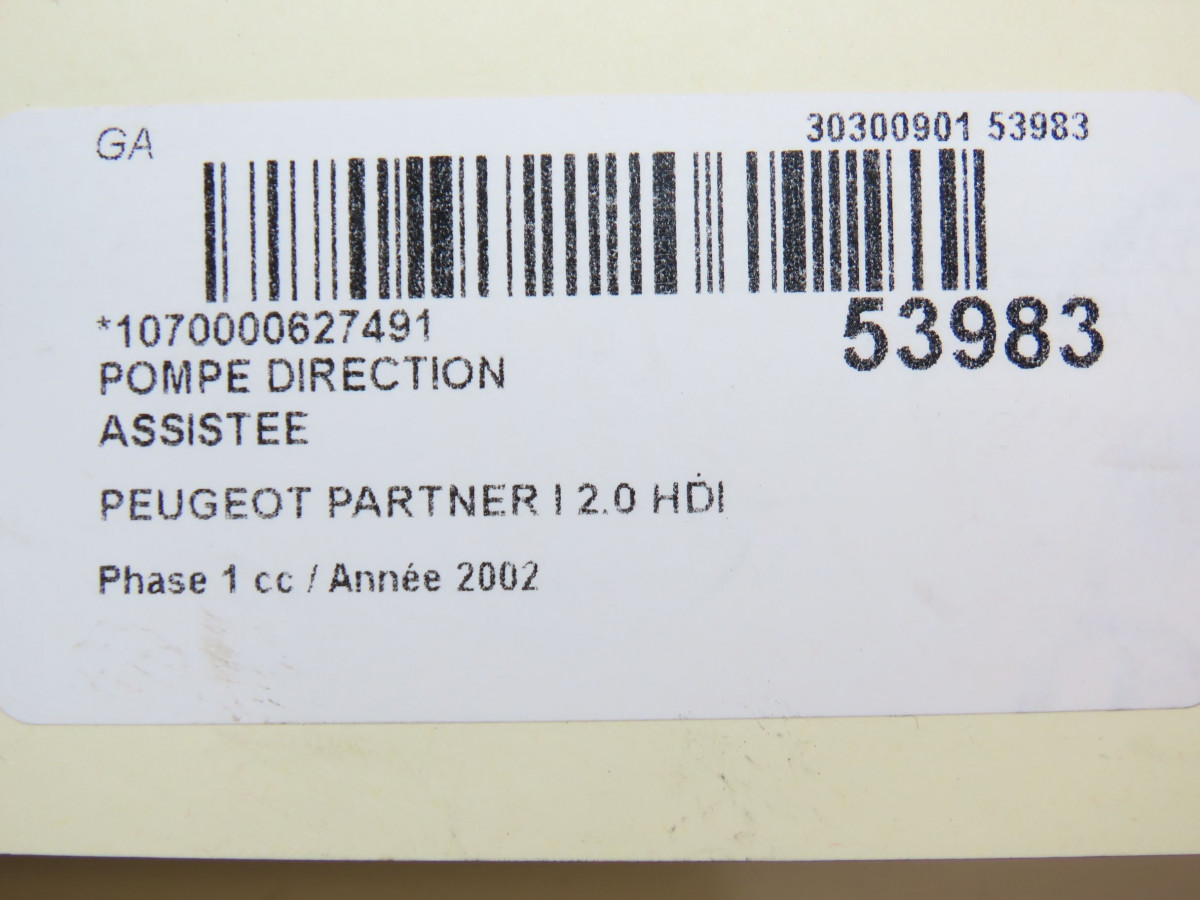 GA
30300901 53983
*1070000627491
53983
POMPE DIRECTION
ASSISTEE
PEUGEOT PARTNER I 2.0 HDI
Phase 1 cc / Année 2002